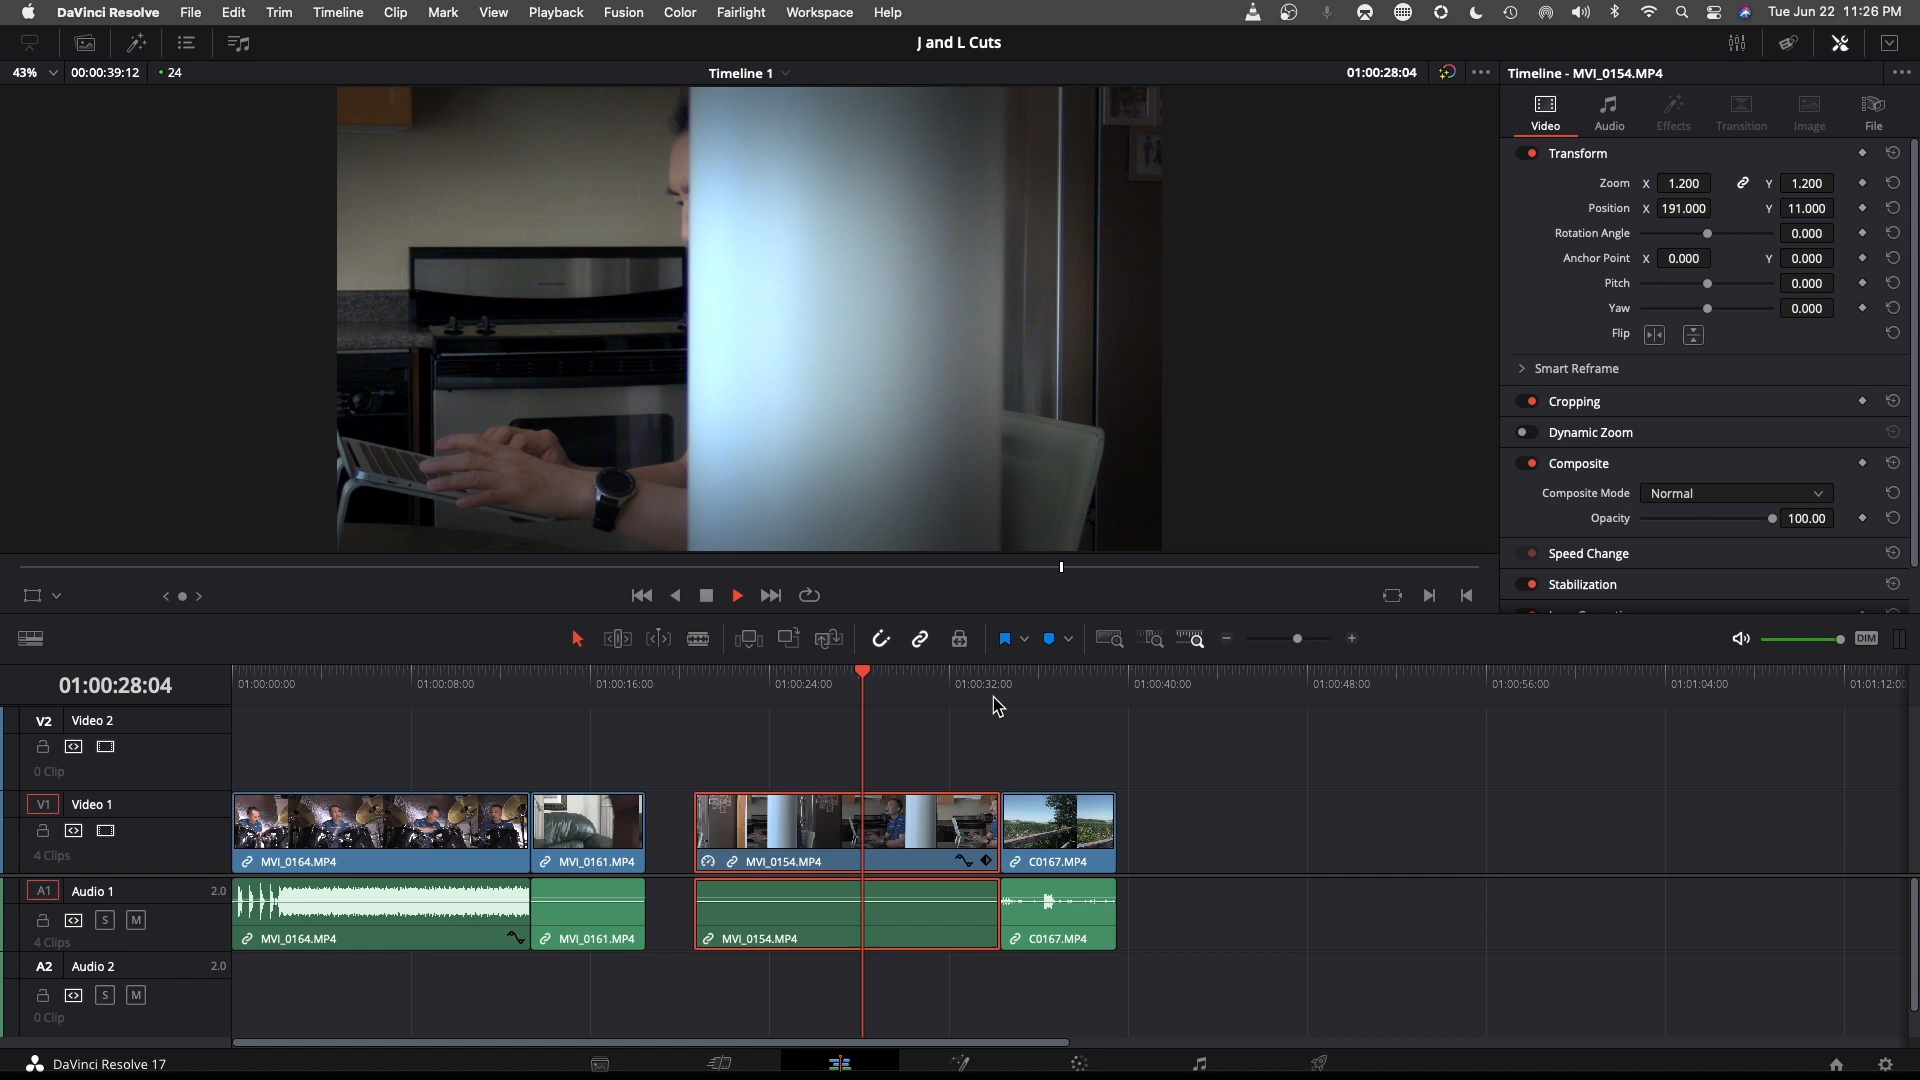 DaVinci Resolve File Edit Trim Timeline Clip Mark View Playback Fusion Color Fairlight Workspace Help Tue Jun 22 11:26 PM
J and L Cuts
43% 00:00:39:12 24 Timeline 1 01:00:28:04 Timeline - MVI_0154.MP4
Video Audio Effects Transition Image File
Transform
Zoom X 1.200 Y 1.200
Position X 191.000 Y 11.000
Rotation Angle 0.000
Anchor Point X 0.000 Y 0.000
Pitch 0.000
Yaw 0.000
Flip
Smart Reframe
Cropping
Dynamic Zoom
Composite
Composite Mode Normal
Opacity 100.00
Speed Change
Stabilization
DIM
01:00:28:04 01:00:00:00 01:00:08:00 01:00:16:00 01:00:24:00 01:00:32:00 01:00:40:00 01:00:48:00 01:00:56:00 01:01:04:00 01:01:12:00
V2 Video 2
0 Clip
V1 Video 1
4 Clips
MVI_0164.MP4 MVI_0161.MP4 MVI_0154.MP4 C0167.MP4
A1 Audio 1 2.0
S M
4 Clips
MVI_0164.MP4 MVI_0161.MP4 MVI_0154.MP4 C0167.MP4
A2 Audio 2 2.0
S M
0 Clip
DaVinci Resolve 17